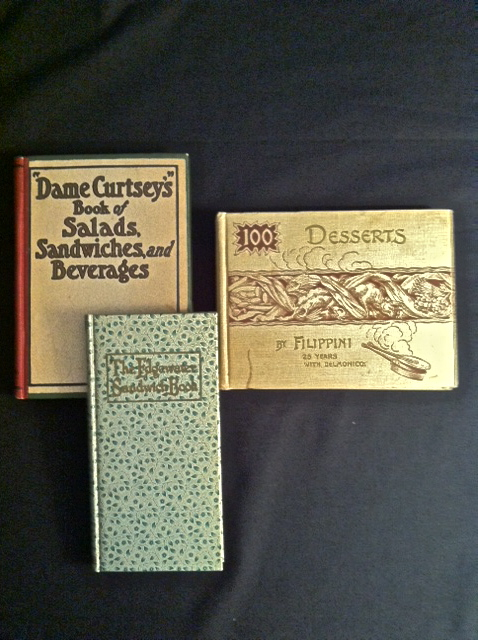 "Dame Curtsey's"
Book of
Salads,
Sandwiches, and
Beverages
100 DESSERTS
BY FILIPPINI
25 YEARS
WITH DELMONICOS
The Edgewater
Sandwich Book